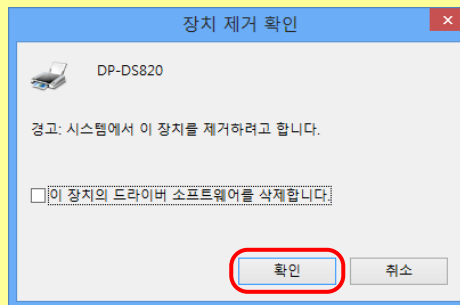 장치 제거 확인
DP-DS820
경고: 시스템에서 이 장치를 제거하려고 합니다.
이 장치의 드라이버 소프트웨어를 삭제합니다.
확인
취소